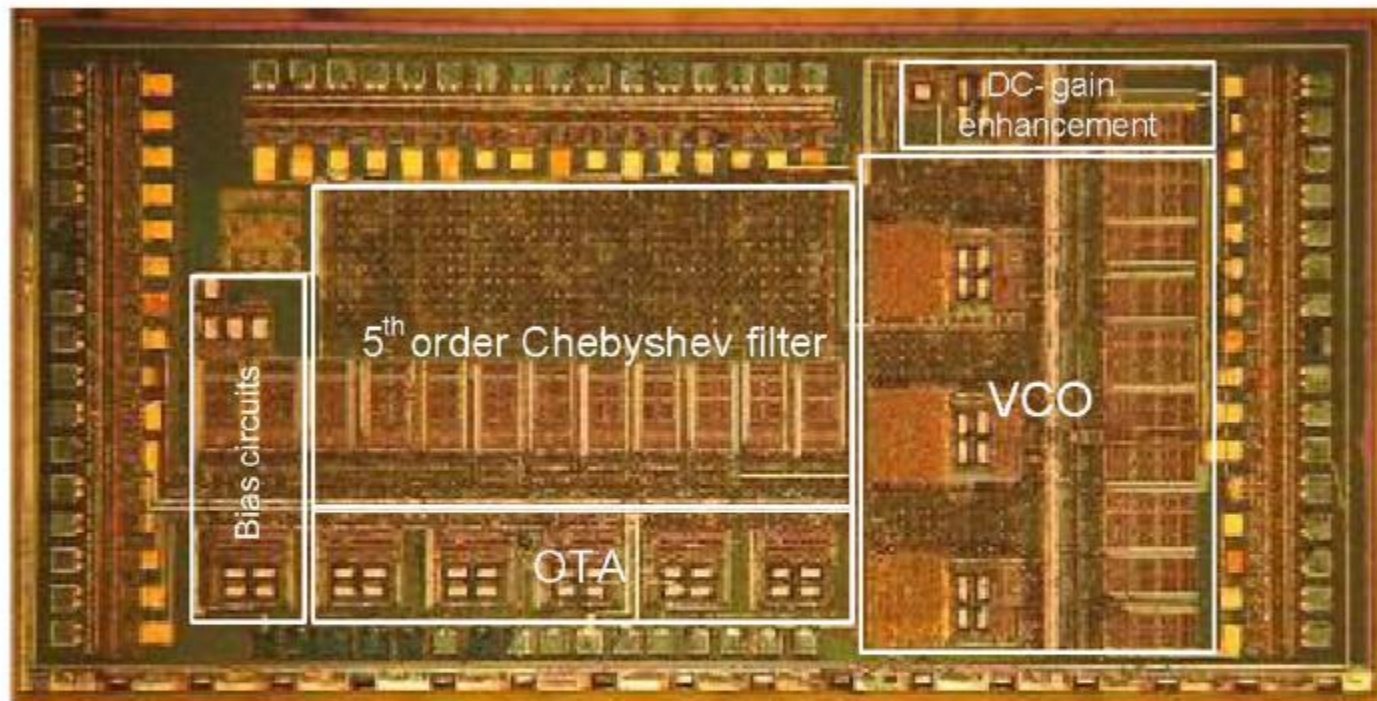 DC- gain
enhancement
5th order Chebyshev filter
VCO
Bias circuits
OTA